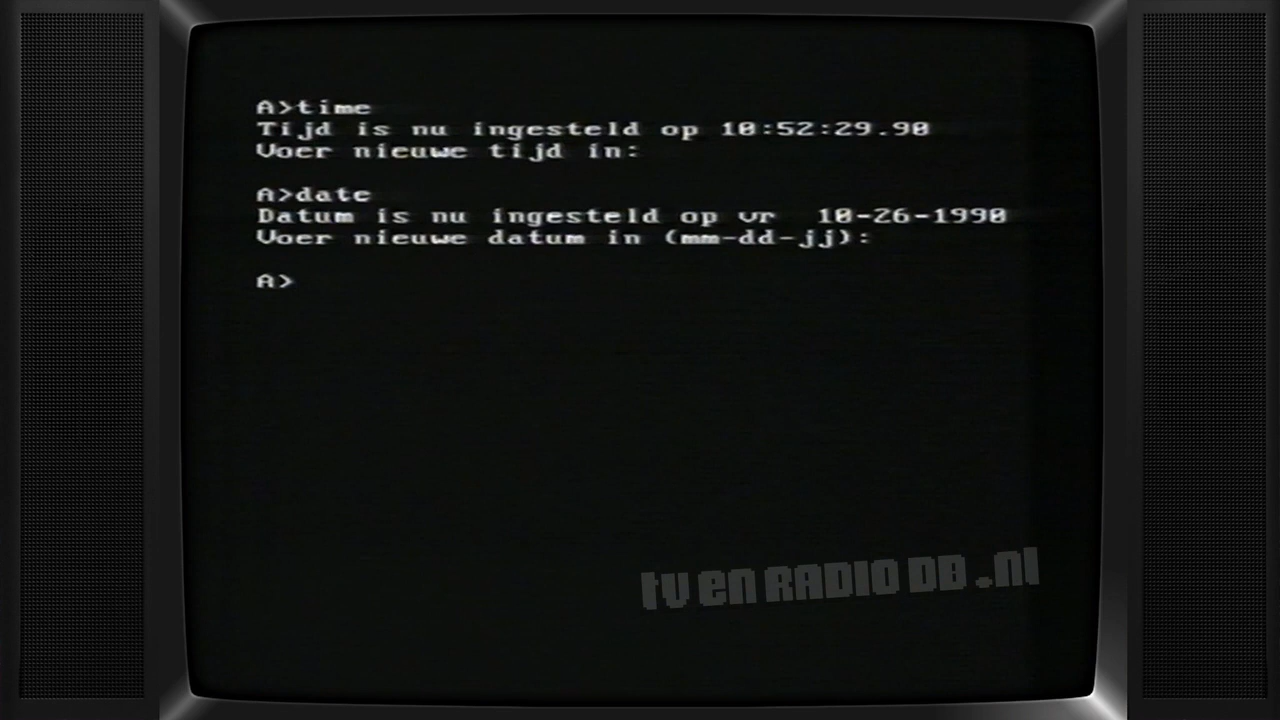 A>time
Tijd is nu ingesteld op 10:52:29.90
Voer nieuwe tijd in:
A>date
Datum is nu ingesteld op vr  10-26-1990
Voer nieuwe datum in (mm-dd-jj):
A>
tv en RADIO DB .nl